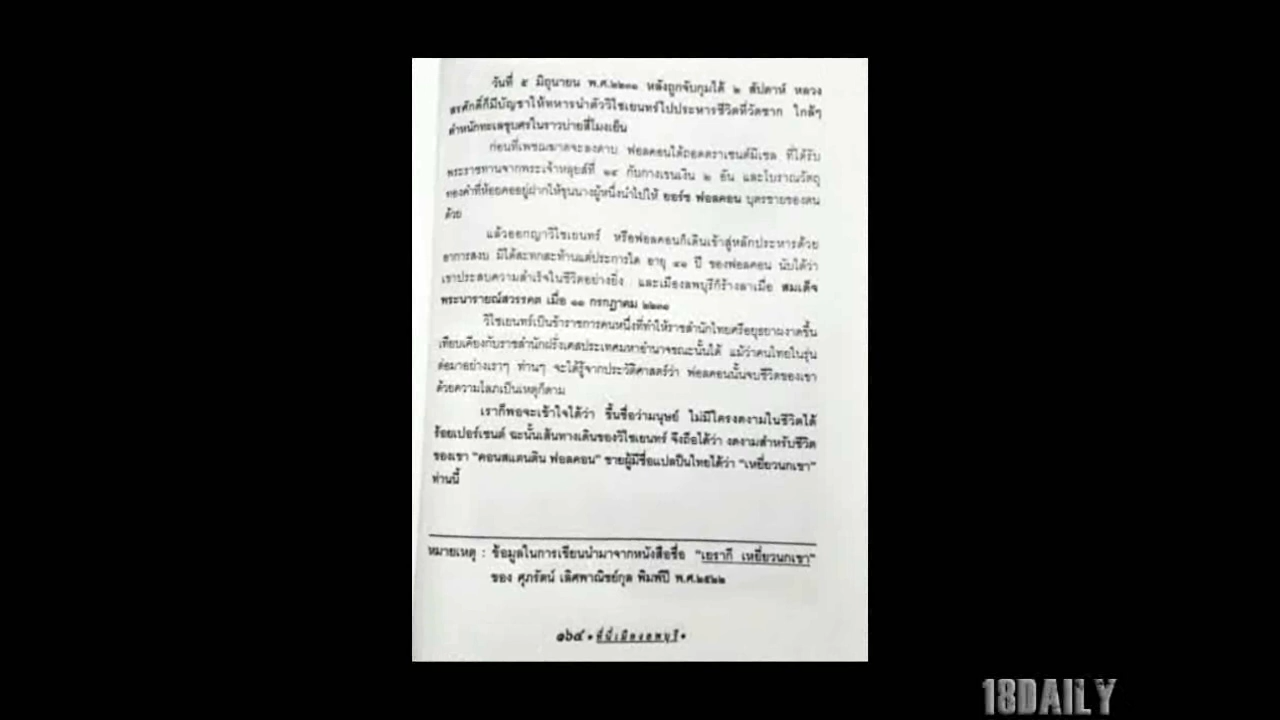 วันที่ ๕ มิถุนายน พ.ศ.๒๒๓๑ หลังถูกจับกุมได้ ๒ สัปดาห์ หลวง
สรศักดิ์ก็มีบัญชาให้ทหารนำตัววิไชเยนทร์ไปประหารชีวิตที่วัดซาก ใกล้ๆ
ตำหนักทะเลชุบศรในราวบ่ายสี่โมงเย็น
ก่อนที่เพชฌฆาตจะลงดาบ ฟอลคอนได้ถอดตราเซนต์มิเชล ที่ได้รับ
พระราชทานจากพระเจ้าหลุยส์ที่ ๑๔ กับกางเขนเงิน ๒ อัน และโบราณวัตถุ
ทองคำที่ห้อยคออยู่ฝากให้ขุนนางผู้หนึ่งนำไปให้ ยอร์ช ฟอลคอน บุตรชายของตน
ด้วย
แล้วออกญาวิไชเยนทร์ หรือฟอลคอนก็เดินเข้าสู่หลักประหารด้วย
อาการสงบ มิได้สะทกสะท้านแต่ประการใด อายุ ๔๑ ปี ของฟอลคอน นับได้ว่า
เขาประสบความสำเร็จในชีวิตอย่างยิ่ง และเมืองลพบุรีก็ร้างลาเมื่อ สมเด็จ
พระนารายณ์สวรรคต เมื่อ ๑๑ กรกฎาคม ๒๒๓๑
วิไชเยนทร์เป็นข้าราชการคนหนึ่งที่ทำให้ราชสำนักไทยศรีอยุธยาผงาดขึ้น
เทียบเคียงกับราชสำนักฝรั่งเศสประเทศมหาอำนาจขณะนั้นได้ แม้ว่าคนไทยในรุ่น
ต่อมาอย่างเราๆ ท่านๆ จะได้รู้จากประวัติศาสตร์ว่า ฟอลคอนนั้นจบชีวิตของเขา
ด้วยความโลภเป็นเหตุก็ตาม
เราก็พอจะเข้าใจได้ว่า ขึ้นชื่อว่ามนุษย์ ไม่มีใครงดงามในชีวิตได้
ร้อยเปอร์เซนต์ ฉะนั้นเส้นทางเดินของวิไชเยนทร์ จึงถือได้ว่า งดงามสำหรับชีวิต
ของเขา "คอนสแตนติน ฟอลคอน" ชายผู้มีชื่อแปลเป็นไทยได้ว่า "เหยี่ยวนกเขา"
ท่านนี้
หมายเหตุ : ข้อมูลในการเขียนนำมาจากหนังสือชื่อ "เยรากี เหยี่ยวนกเขา"
ของ ศุภรัตน์ เลิศพาณิชย์กุล พิมพ์ปี พ.ศ.๒๕๒๒
๑๖๔ • ที่นี่เมืองลพบุรี •
18DAILY